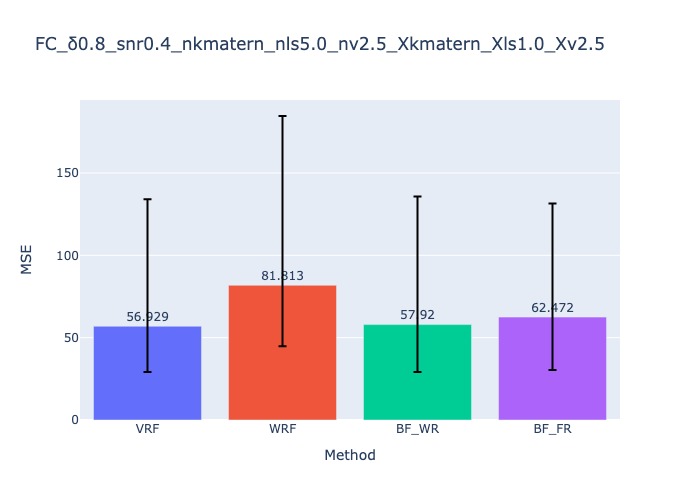 FC_δ0.8_snr0.4_nkmatern_nls5.0_nv2.5_Xkmatern_Xls1.0_Xv2.5
MSE
150
100
50
0
56.929
81.813
57.92
62.472
VRF
WRF
BF_WR
BF_FR
Method